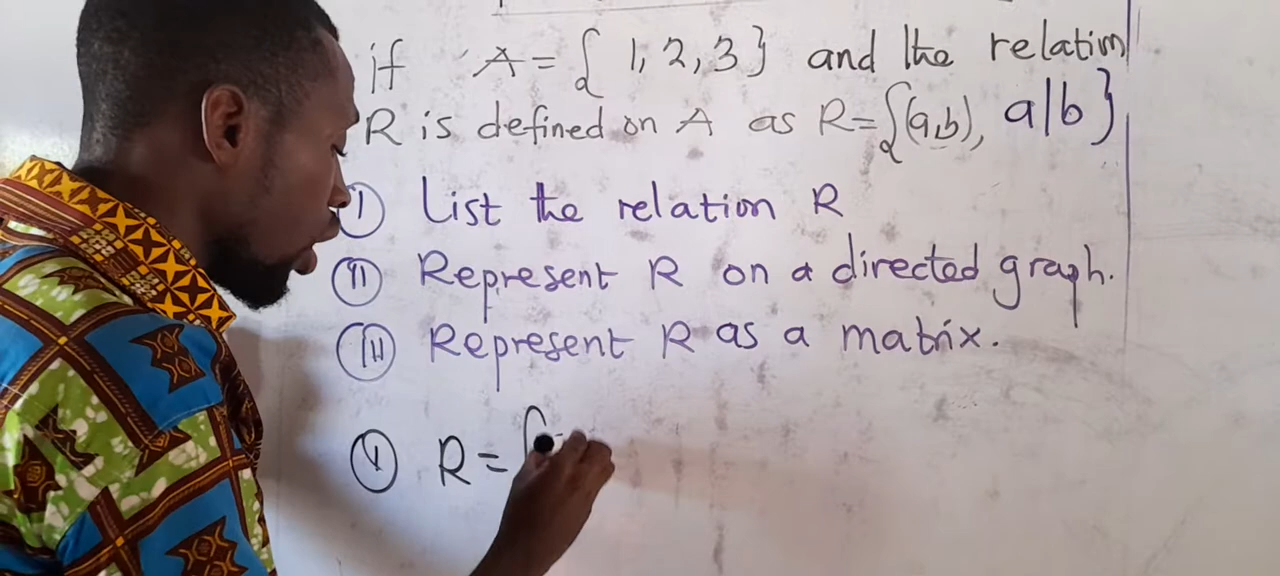 if A = { 1, 2, 3 } and the relation
R is defined on A as R = {(a,b), a|b}
I List the relation R
II Represent R on a directed graph.
III Represent R as a matrix.
I R = {